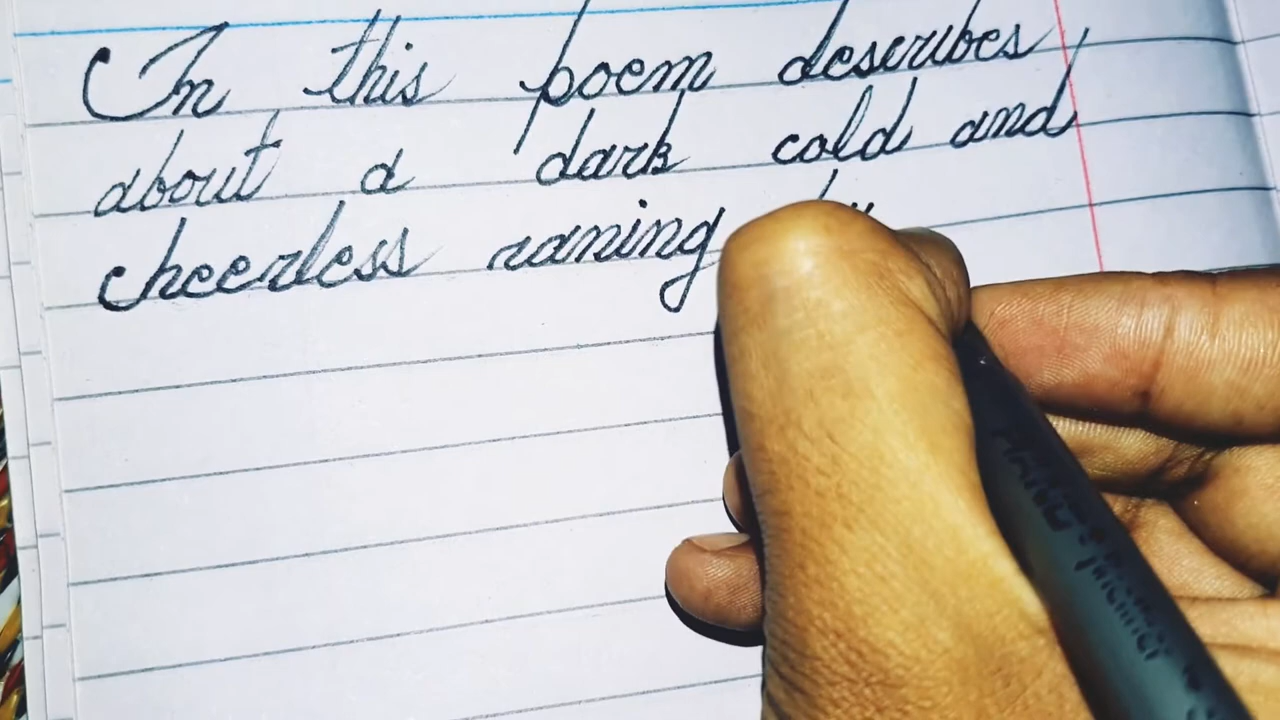 In this poem describes
about a dark cold and
cheerless raning